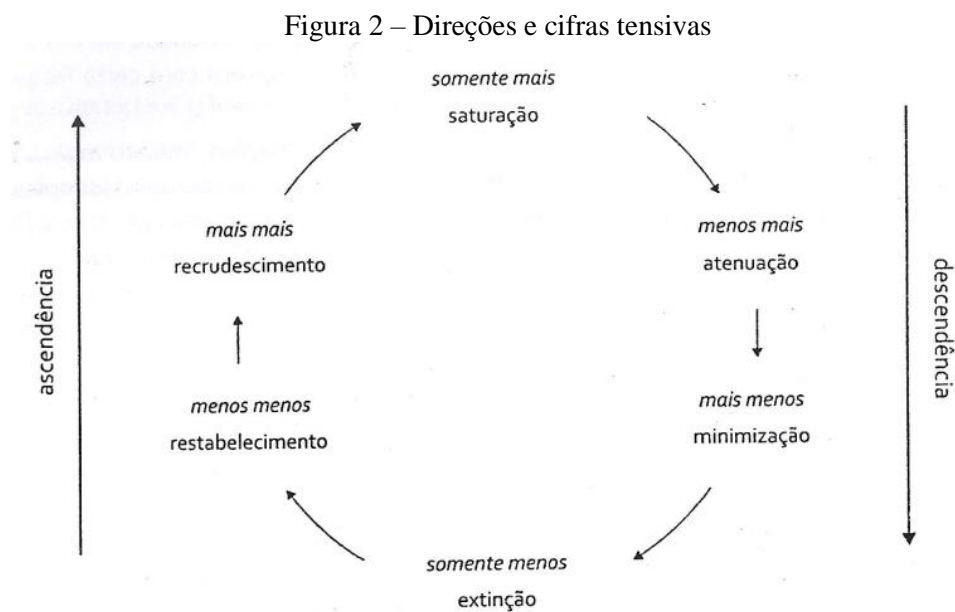 Figura 2 – Direções e cifras tensivas
somente mais
saturação
mais mais
recrudescimento
menos mais
atenuação
ascendência
descendência
menos menos
restabelecimento
mais menos
minimização
somente menos
extinção